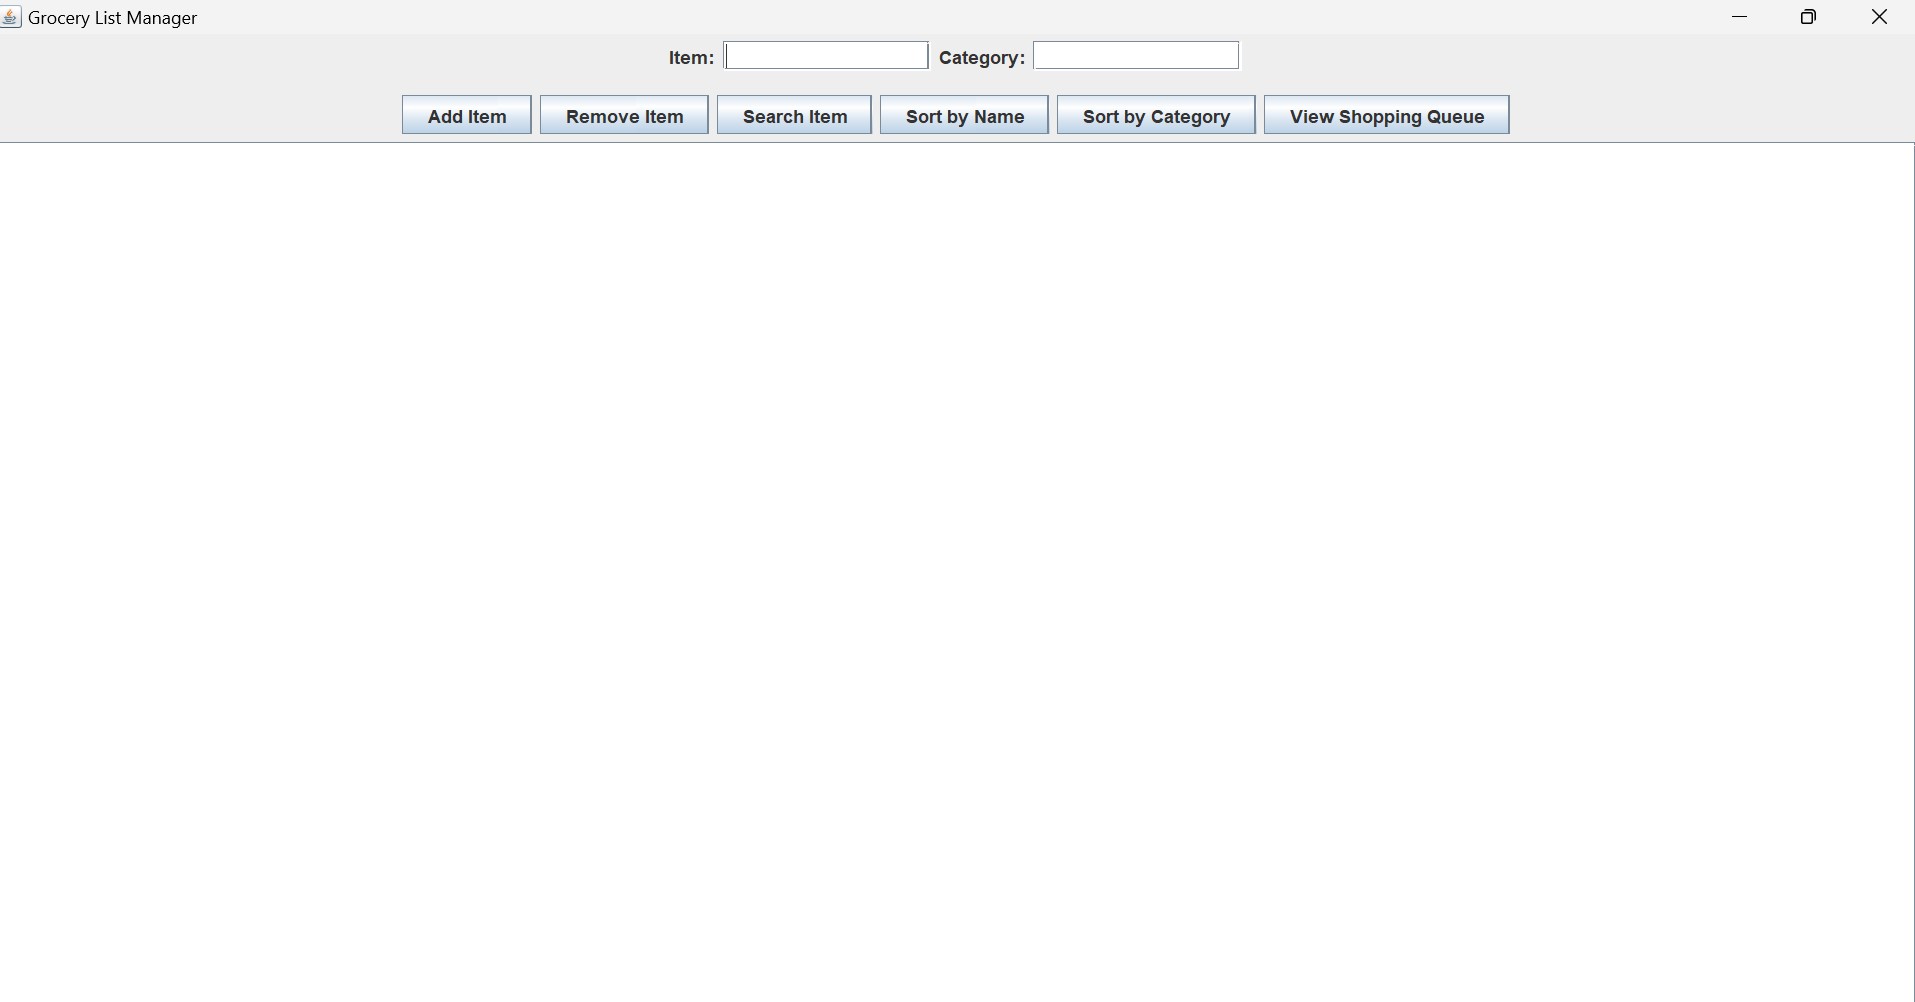 Grocery List Manager
Item: Category:
Add Item Remove Item Search Item Sort by Name Sort by Category View Shopping Queue